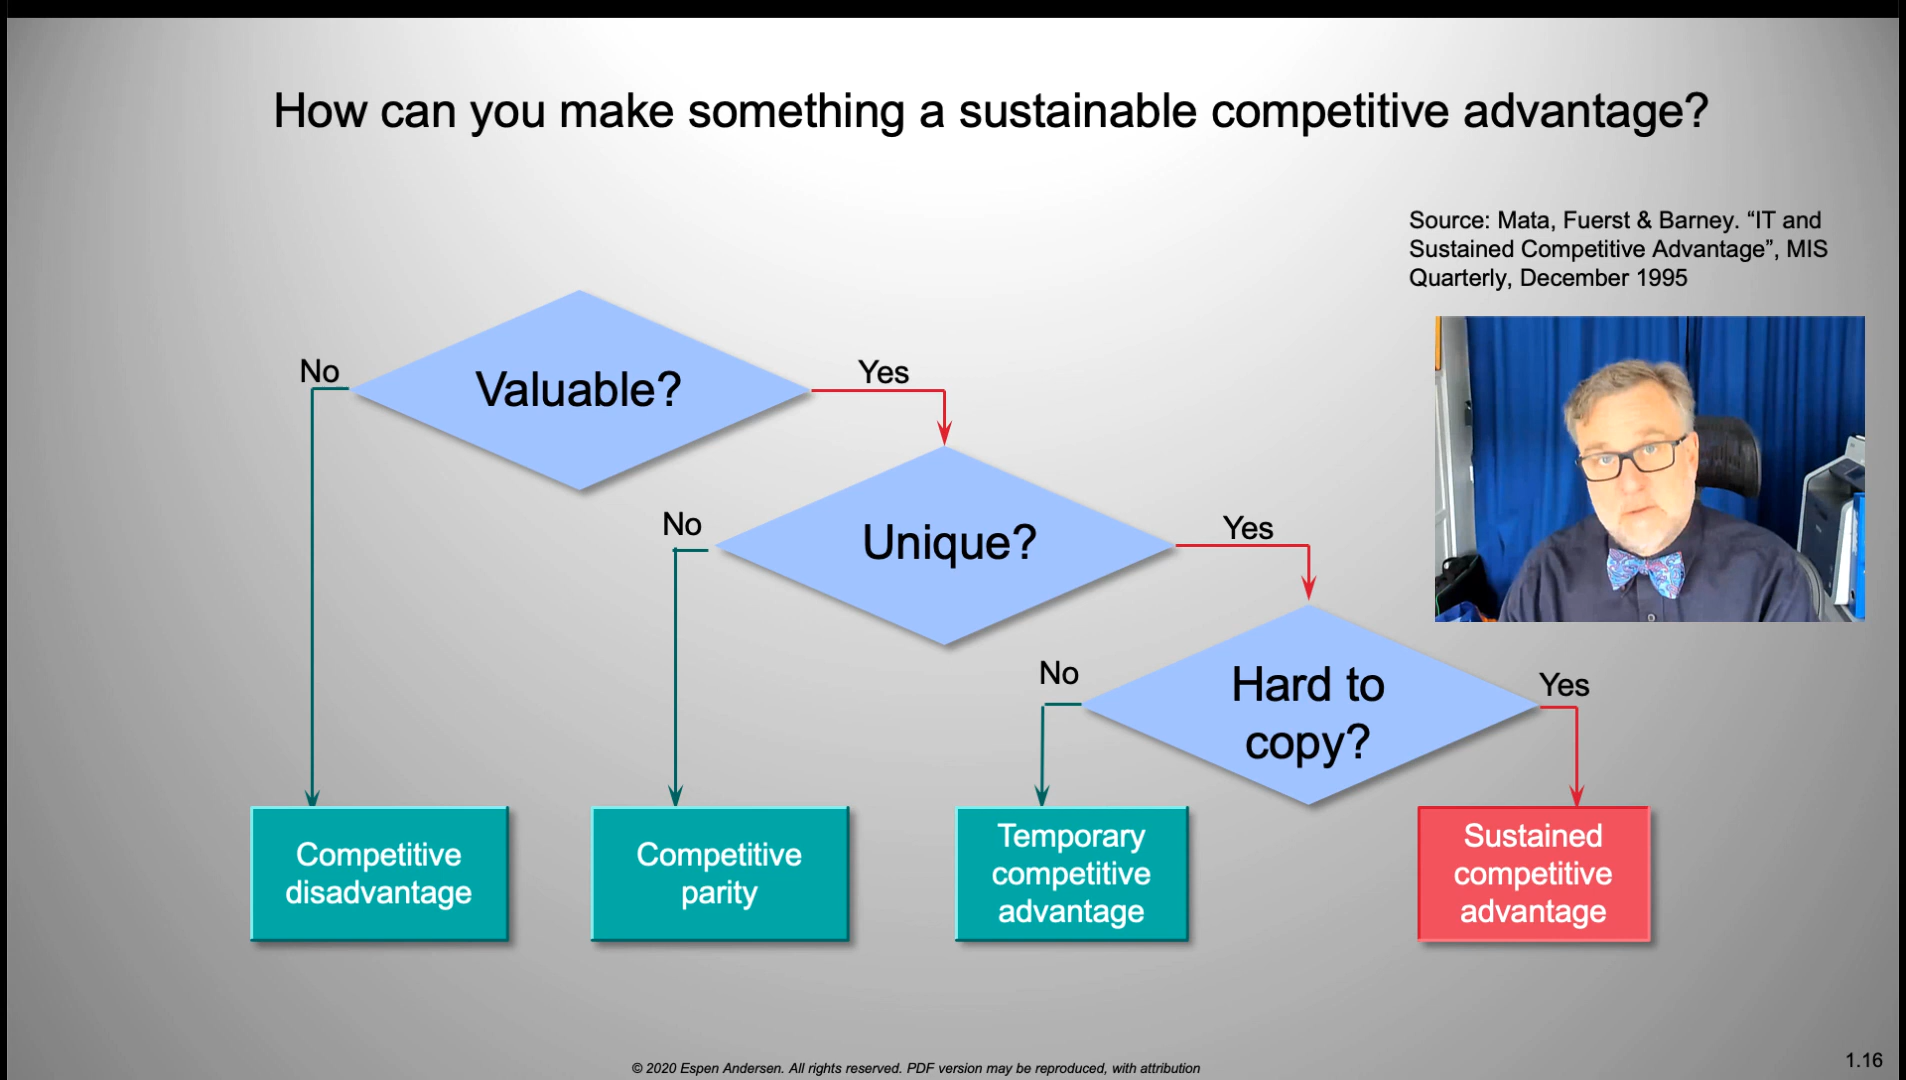 How can you make something a sustainable competitive advantage?
Source: Mata, Fuerst & Barney. “IT and
Sustained Competitive Advantage”, MIS
Quarterly, December 1995
No
Valuable?
Yes
No
Unique?
Yes
No
Hard to
copy?
Yes
Competitive
disadvantage
Competitive
parity
Temporary
competitive
advantage
Sustained
competitive
advantage
© 2020 Espen Andersen. All rights reserved. PDF version may be reproduced, with attribution
1.16